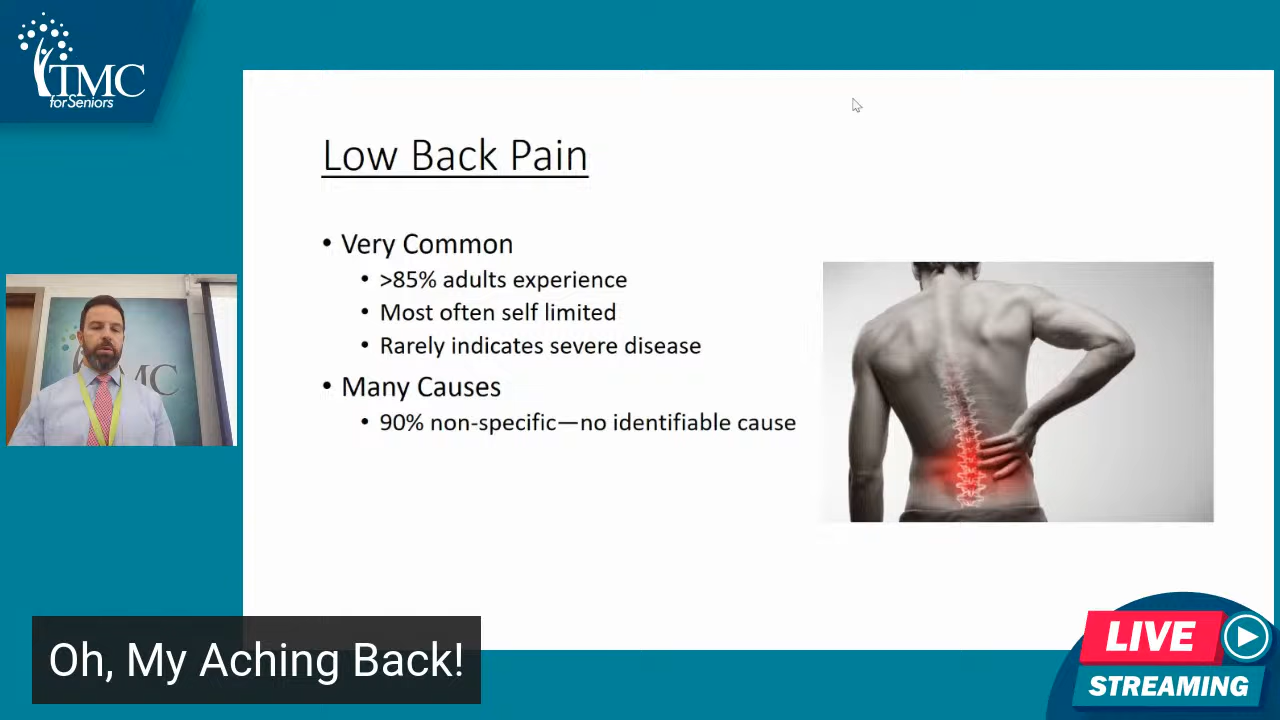 TMC
for Seniors
Low Back Pain
• Very Common
• >85% adults experience
• Most often self limited
• Rarely indicates severe disease
• Many Causes
• 90% non-specific—no identifiable cause
MC
Oh, My Aching Back!
LIVE
STREAMING